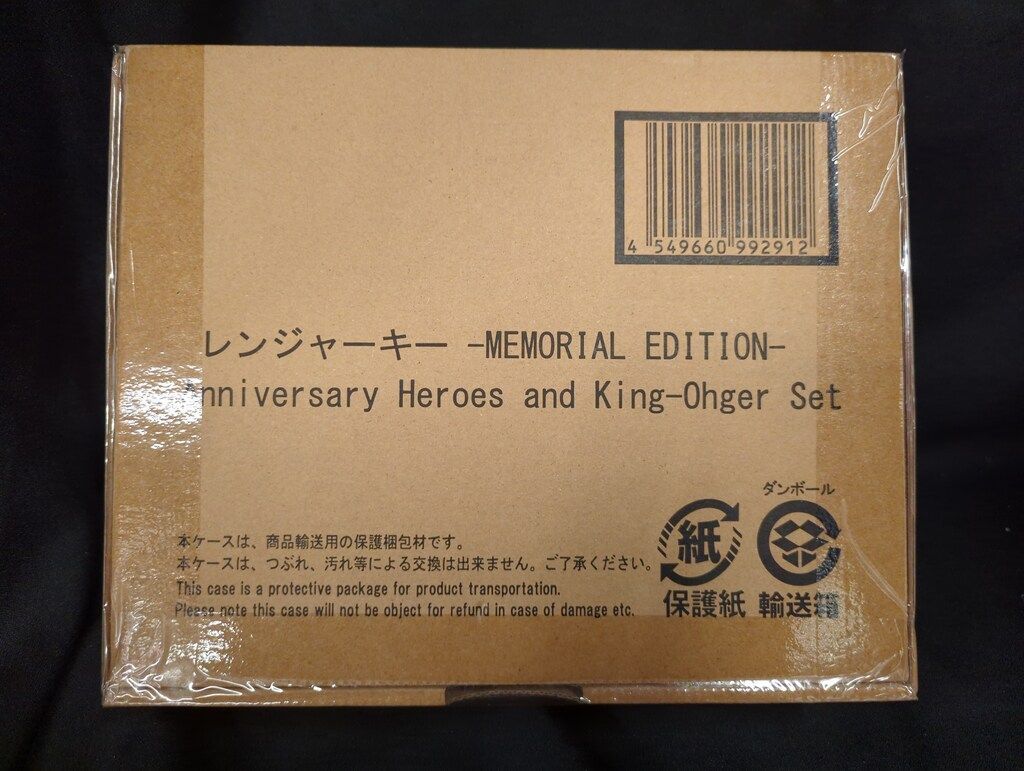 4 549660 992912
レンジャーキー -MEMORIAL EDITION-
Anniversary Heroes and King-Ohger Set
ダンボール
本ケースは、商品輸送用の保護梱包材です。
本ケースは、つぶれ、汚れ等による交換は出来ません。ご了承ください。
This case is a protective package for product transportation.
Please note this case will not be object for refund in case of damage etc.
紙
保護紙 輸送箱